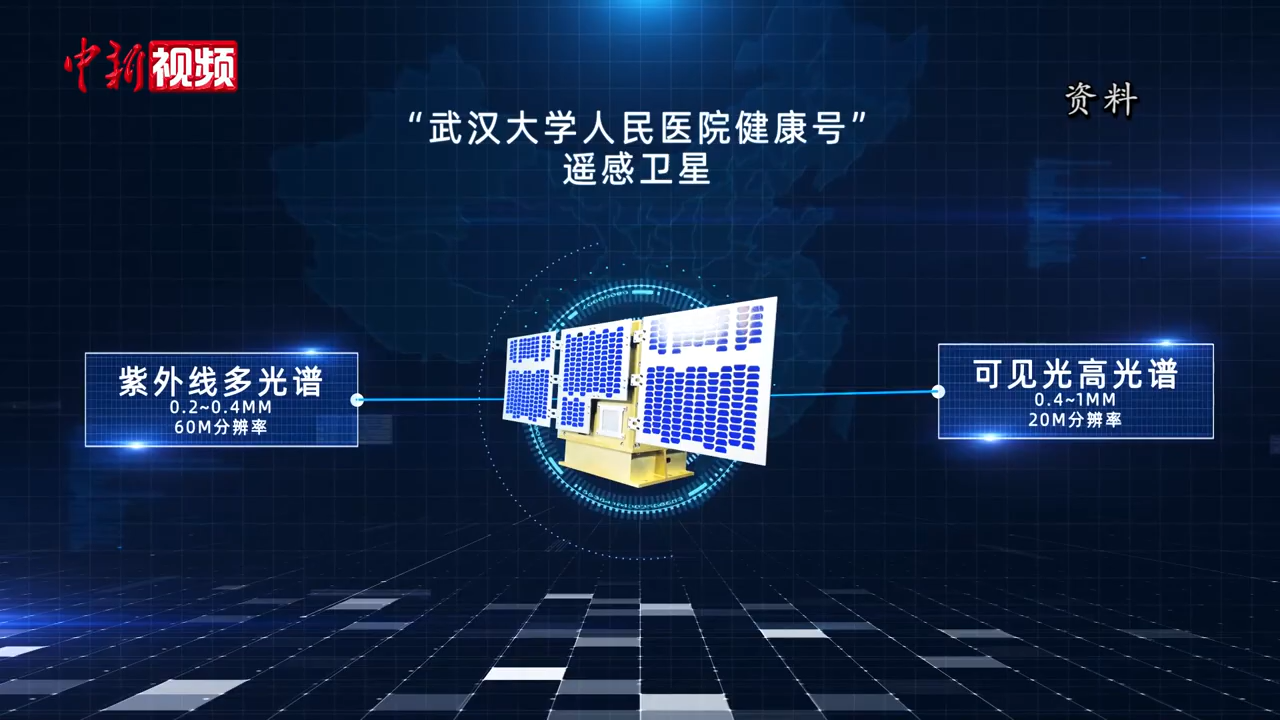 中新视频
资料
“武汉大学人民医院健康号”
遥感卫星
紫外线多光谱
0.2~0.4MM
60M分辨率
可见光高光谱
0.4~1MM
20M分辨率